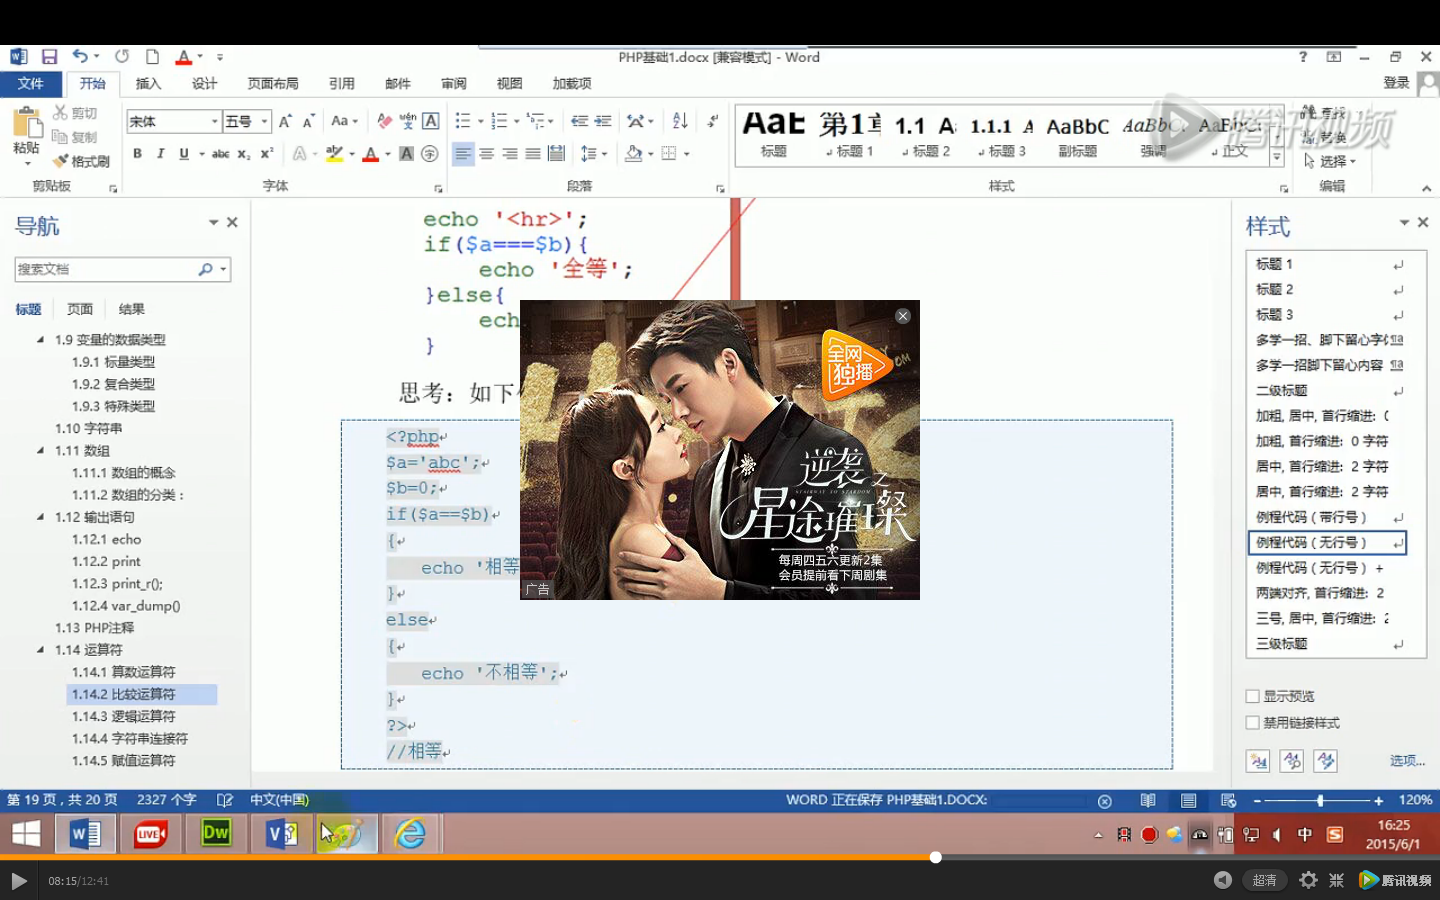 PHP基础1.docx [兼容模式] - Word
文件 开始 插入 设计 页面布局 引用 邮件 审阅 视图 加载项 登录
剪切
复制
粘贴 格式刷
宋体 五号
剪贴板 字体 段落 样式 编辑
AaB 第1章 1.1 A 1.1.1 A AaBbC AaBbC AaBbC
标题 标题 1 标题 2 标题 3 副标题 强调 正文
查找
替换
选择
腾讯视频
导航
搜索文档
标题 页面 结果
1.9 变量的数据类型
1.9.1 标量类型
1.9.2 复合类型
1.9.3 特殊类型
1.10 字符串
1.11 数组
1.11.1 数组的概念
1.11.2 数组的分类：
1.12 输出语句
1.12.1 echo
1.12.2 print
1.12.3 print_r();
1.12.4 var_dump()
1.13 PHP注释
1.14 运算符
1.14.1 算数运算符
1.14.2 比较运算符
1.14.3 逻辑运算符
1.14.4 字符串连接符
1.14.5 赋值运算符
echo '<hr>';
if($a===$b){
echo '全等';
}else{
ech
}
思考：如下
<?php
$a='abc';
$b=0;
if($a==$b)
{
echo '相等
}
else
{
echo '不相等';
}
?>
//相等
全网
独播
逆袭之
STAIRWAY TO STARDOM
星途璀璨
每周四五六更新2集
会员提前看下周剧集
广告
样式
标题 1
标题 2
标题 3
多学一招、脚下留心字
多学一招脚下留心内容
二级标题
加粗, 居中, 首行缩进: 0
加粗, 首行缩进: 0 字符
居中, 首行缩进: 2 字符
居中, 首行缩进: 2 字符
例程代码（带行号）
例程代码（无行号）
例程代码（无行号） +
两端对齐, 首行缩进: 2
三号, 居中, 首行缩进: 2
三级标题
显示预览
禁用链接样式
选项...
第 19 页，共 20 页 2327 个字 中文(中国) WORD 正在保存 PHP基础1.DOCX: 120%
LIVE Dw
中
16:25
2015/6/1
08:15/12:41 超清 腾讯视频